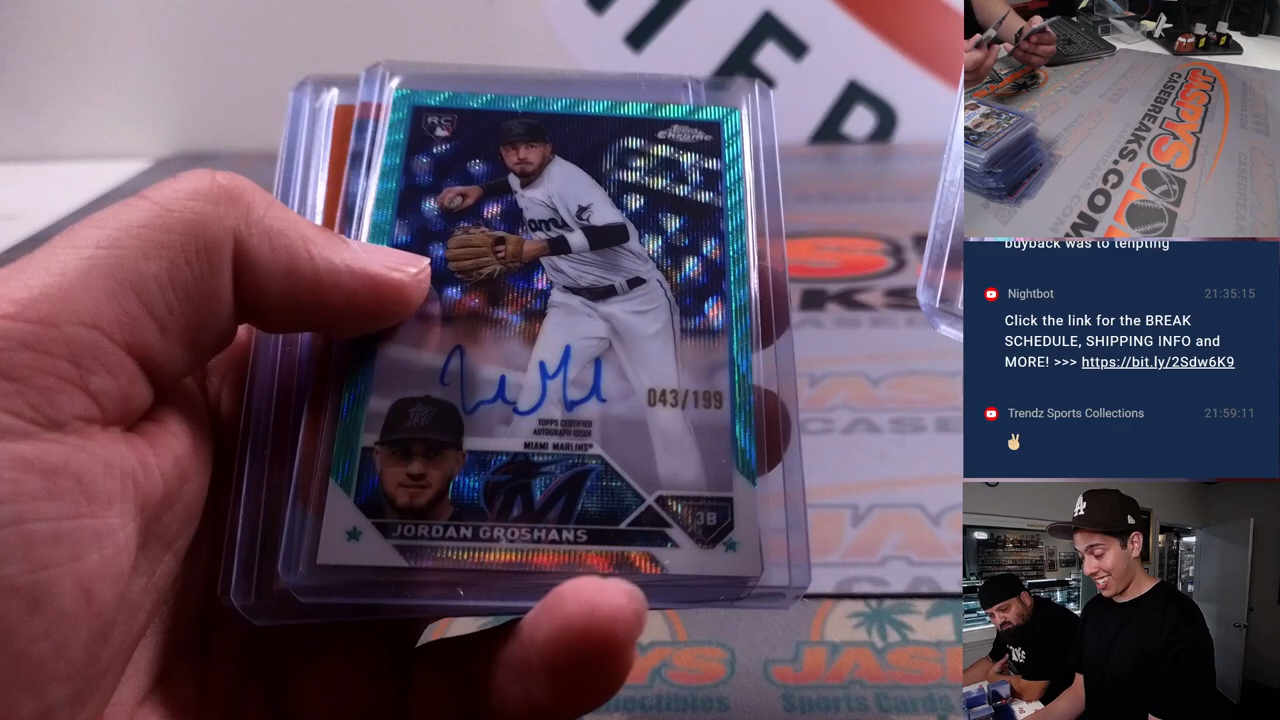 RC
Topps
CHROME
043/199
TOPPS CERTIFIED
AUTOGRAPH ISSUE
MIAMI MARLINS®
JORDAN GROSHANS
3B
JASPYS
CASEBREAKS.COM
buyback was to tempting
Nightbot
21:35:15
Click the link for the BREAK
SCHEDULE, SHIPPING INFO and
MORE! >>> https://bit.ly/2Sdw6K9
Trendz Sports Collections
21:59:11
JASPYS
Sports Cards